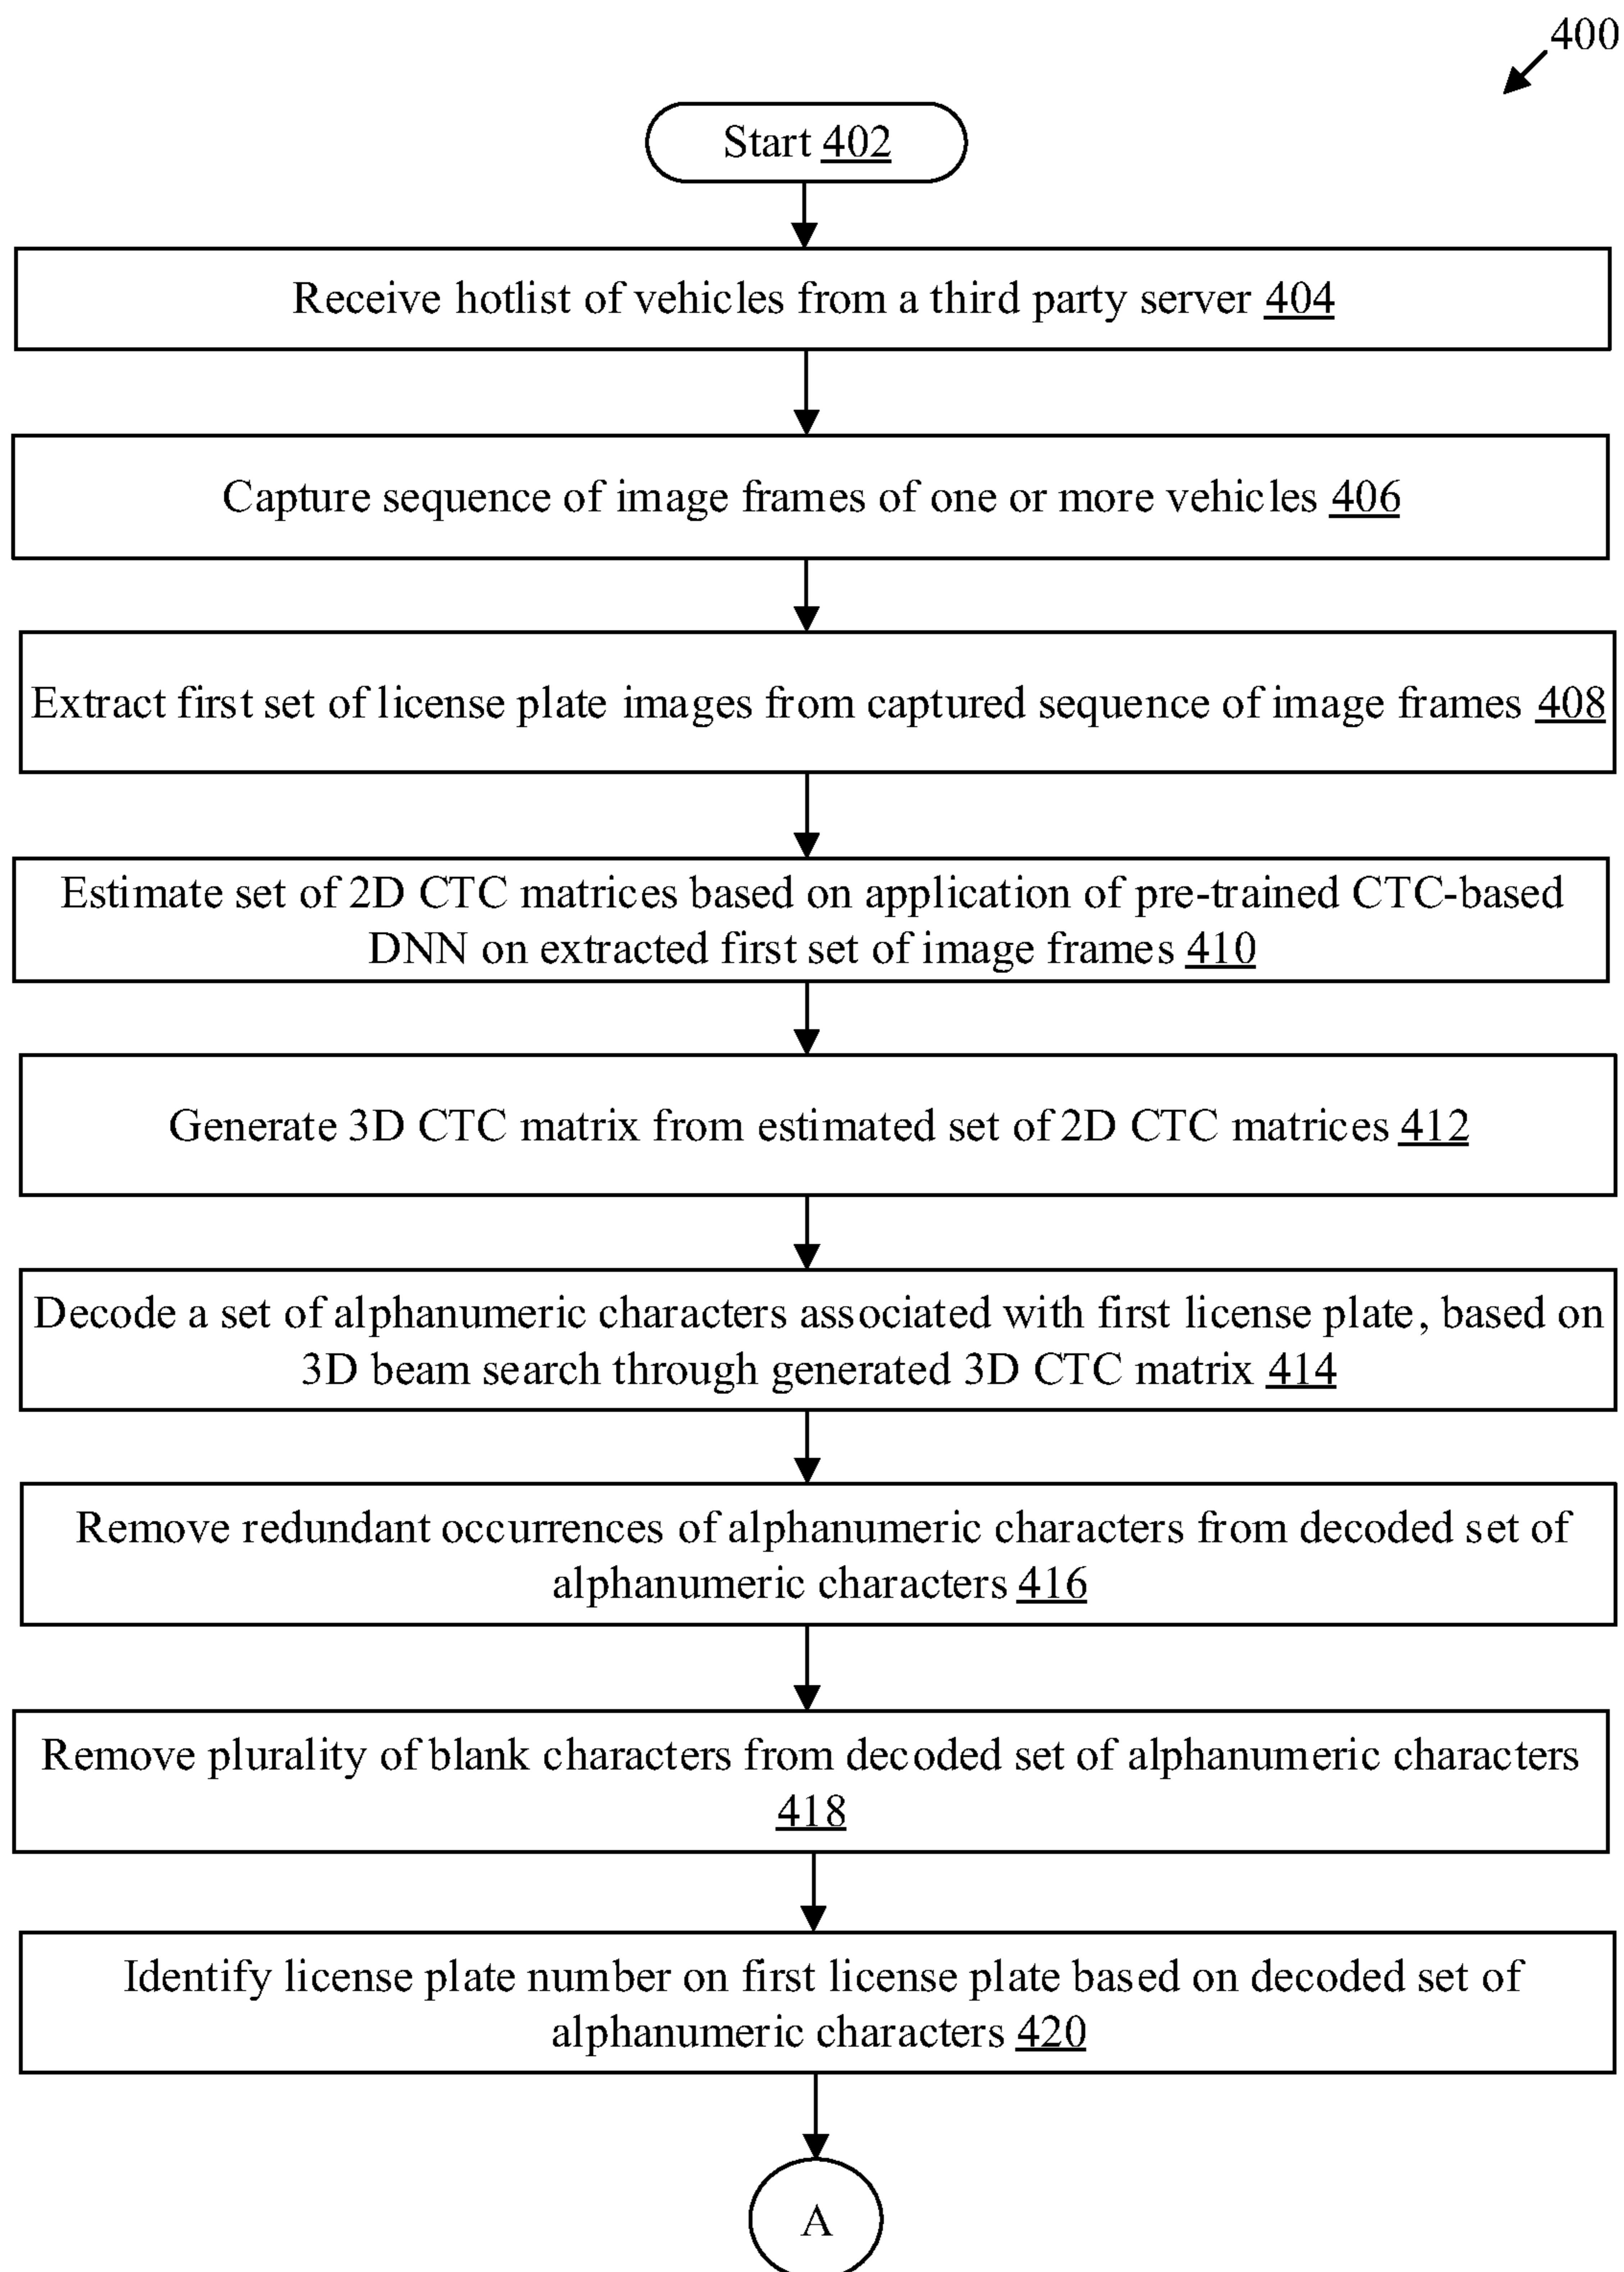 400
Start 402
Receive hotlist of vehicles from a third party server 404
Capture sequence of image frames of one or more vehicles 406
Extract first set of license plate images from captured sequence of image frames 408
Estimate set of 2D CTC matrices based on application of pre-trained CTC-based
DNN on extracted first set of image frames 410
Generate 3D CTC matrix from estimated set of 2D CTC matrices 412
Decode a set of alphanumeric characters associated with first license plate, based on
3D beam search through generated 3D CTC matrix 414
Remove redundant occurrences of alphanumeric characters from decoded set of
alphanumeric characters 416
Remove plurality of blank characters from decoded set of alphanumeric characters
418
Identify license plate number on first license plate based on decoded set of
alphanumeric characters 420
A